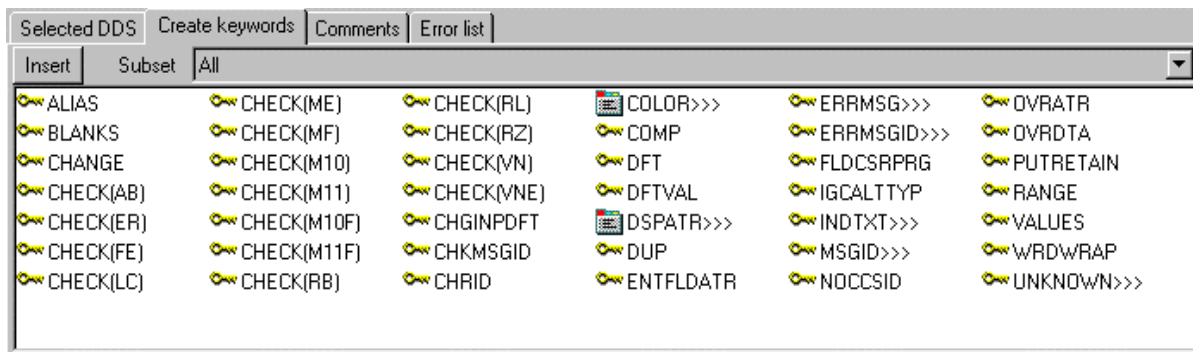 Selected DDS Create keywords Comments Error list
Insert Subset All
ALIAS CHECK(ME) CHECK(RL) COLOR>>> ERRMSG>>> OVRATR
BLANKS CHECK(MF) CHECK(RZ) COMP ERRMSGID>>> OVRDTA
CHANGE CHECK(M10) CHECK(VN) DFT FLDCSRPRG PUTRETAIN
CHECK(AB) CHECK(M11) CHECK(VNE) DFTVAL IGCALTTYP RANGE
CHECK(ER) CHECK(M10F) CHGINPDFT DSPATR>>> INDTXT>>> VALUES
CHECK(FE) CHECK(M11F) CHKMSGID DUP MSGID>>> WRDWRAP
CHECK(LC) CHECK(RB) CHRID ENTFLDATR NOCCSID UNKNOWN>>>